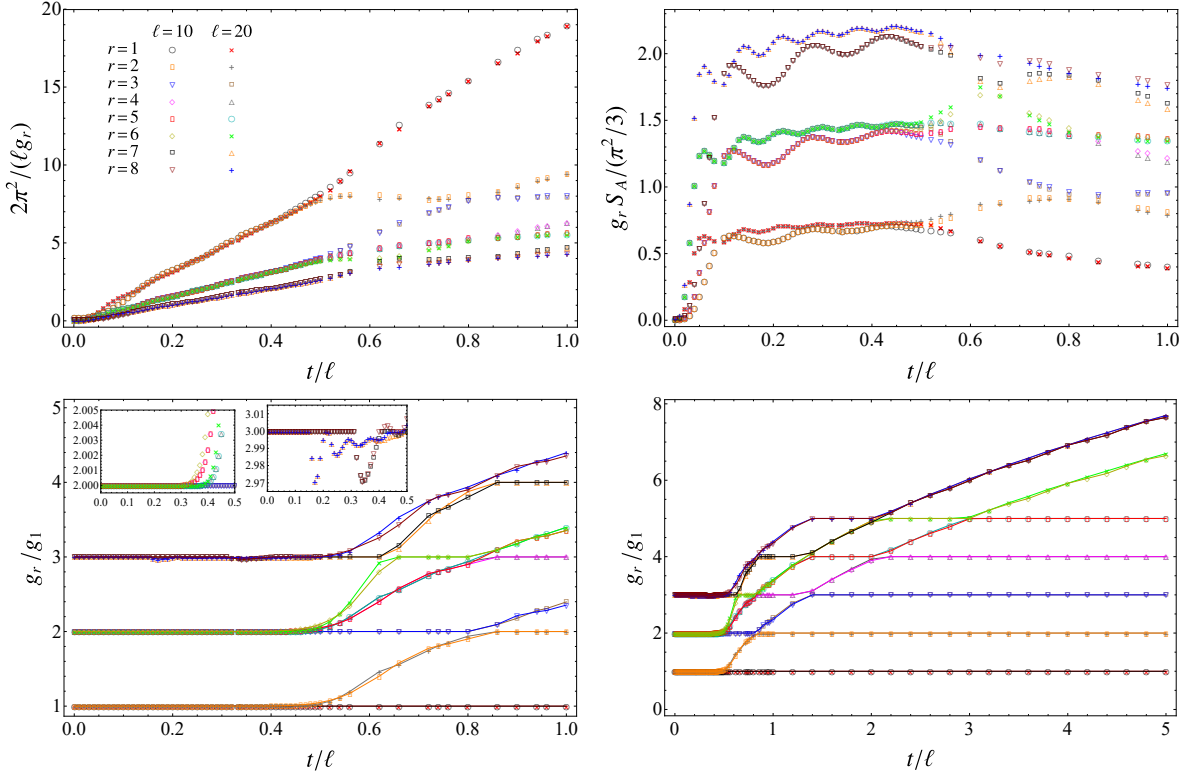 2π²/(ℓg_r)
20
15
10
5
0
ℓ=10 ℓ=20
r=1
r=2
r=3
r=4
r=5
r=6
r=7
r=8
0.0 0.2 0.4 0.6 0.8 1.0
t/ℓ
g_r S_A/(π²/3)
2.0
1.5
1.0
0.5
0.0
0.0 0.2 0.4 0.6 0.8 1.0
t/ℓ
g_r/g_1
5
4
3
2
1
2.005
2.004
2.003
2.002
2.001
2.000
0.0 0.1 0.2 0.3 0.4 0.5
3.01
3.00
2.99
2.98
2.97
0.0 0.1 0.2 0.3 0.4 0.5
0.0 0.2 0.4 0.6 0.8 1.0
t/ℓ
g_r/g_1
8
6
4
2
0
0 1 2 3 4 5
t/ℓ